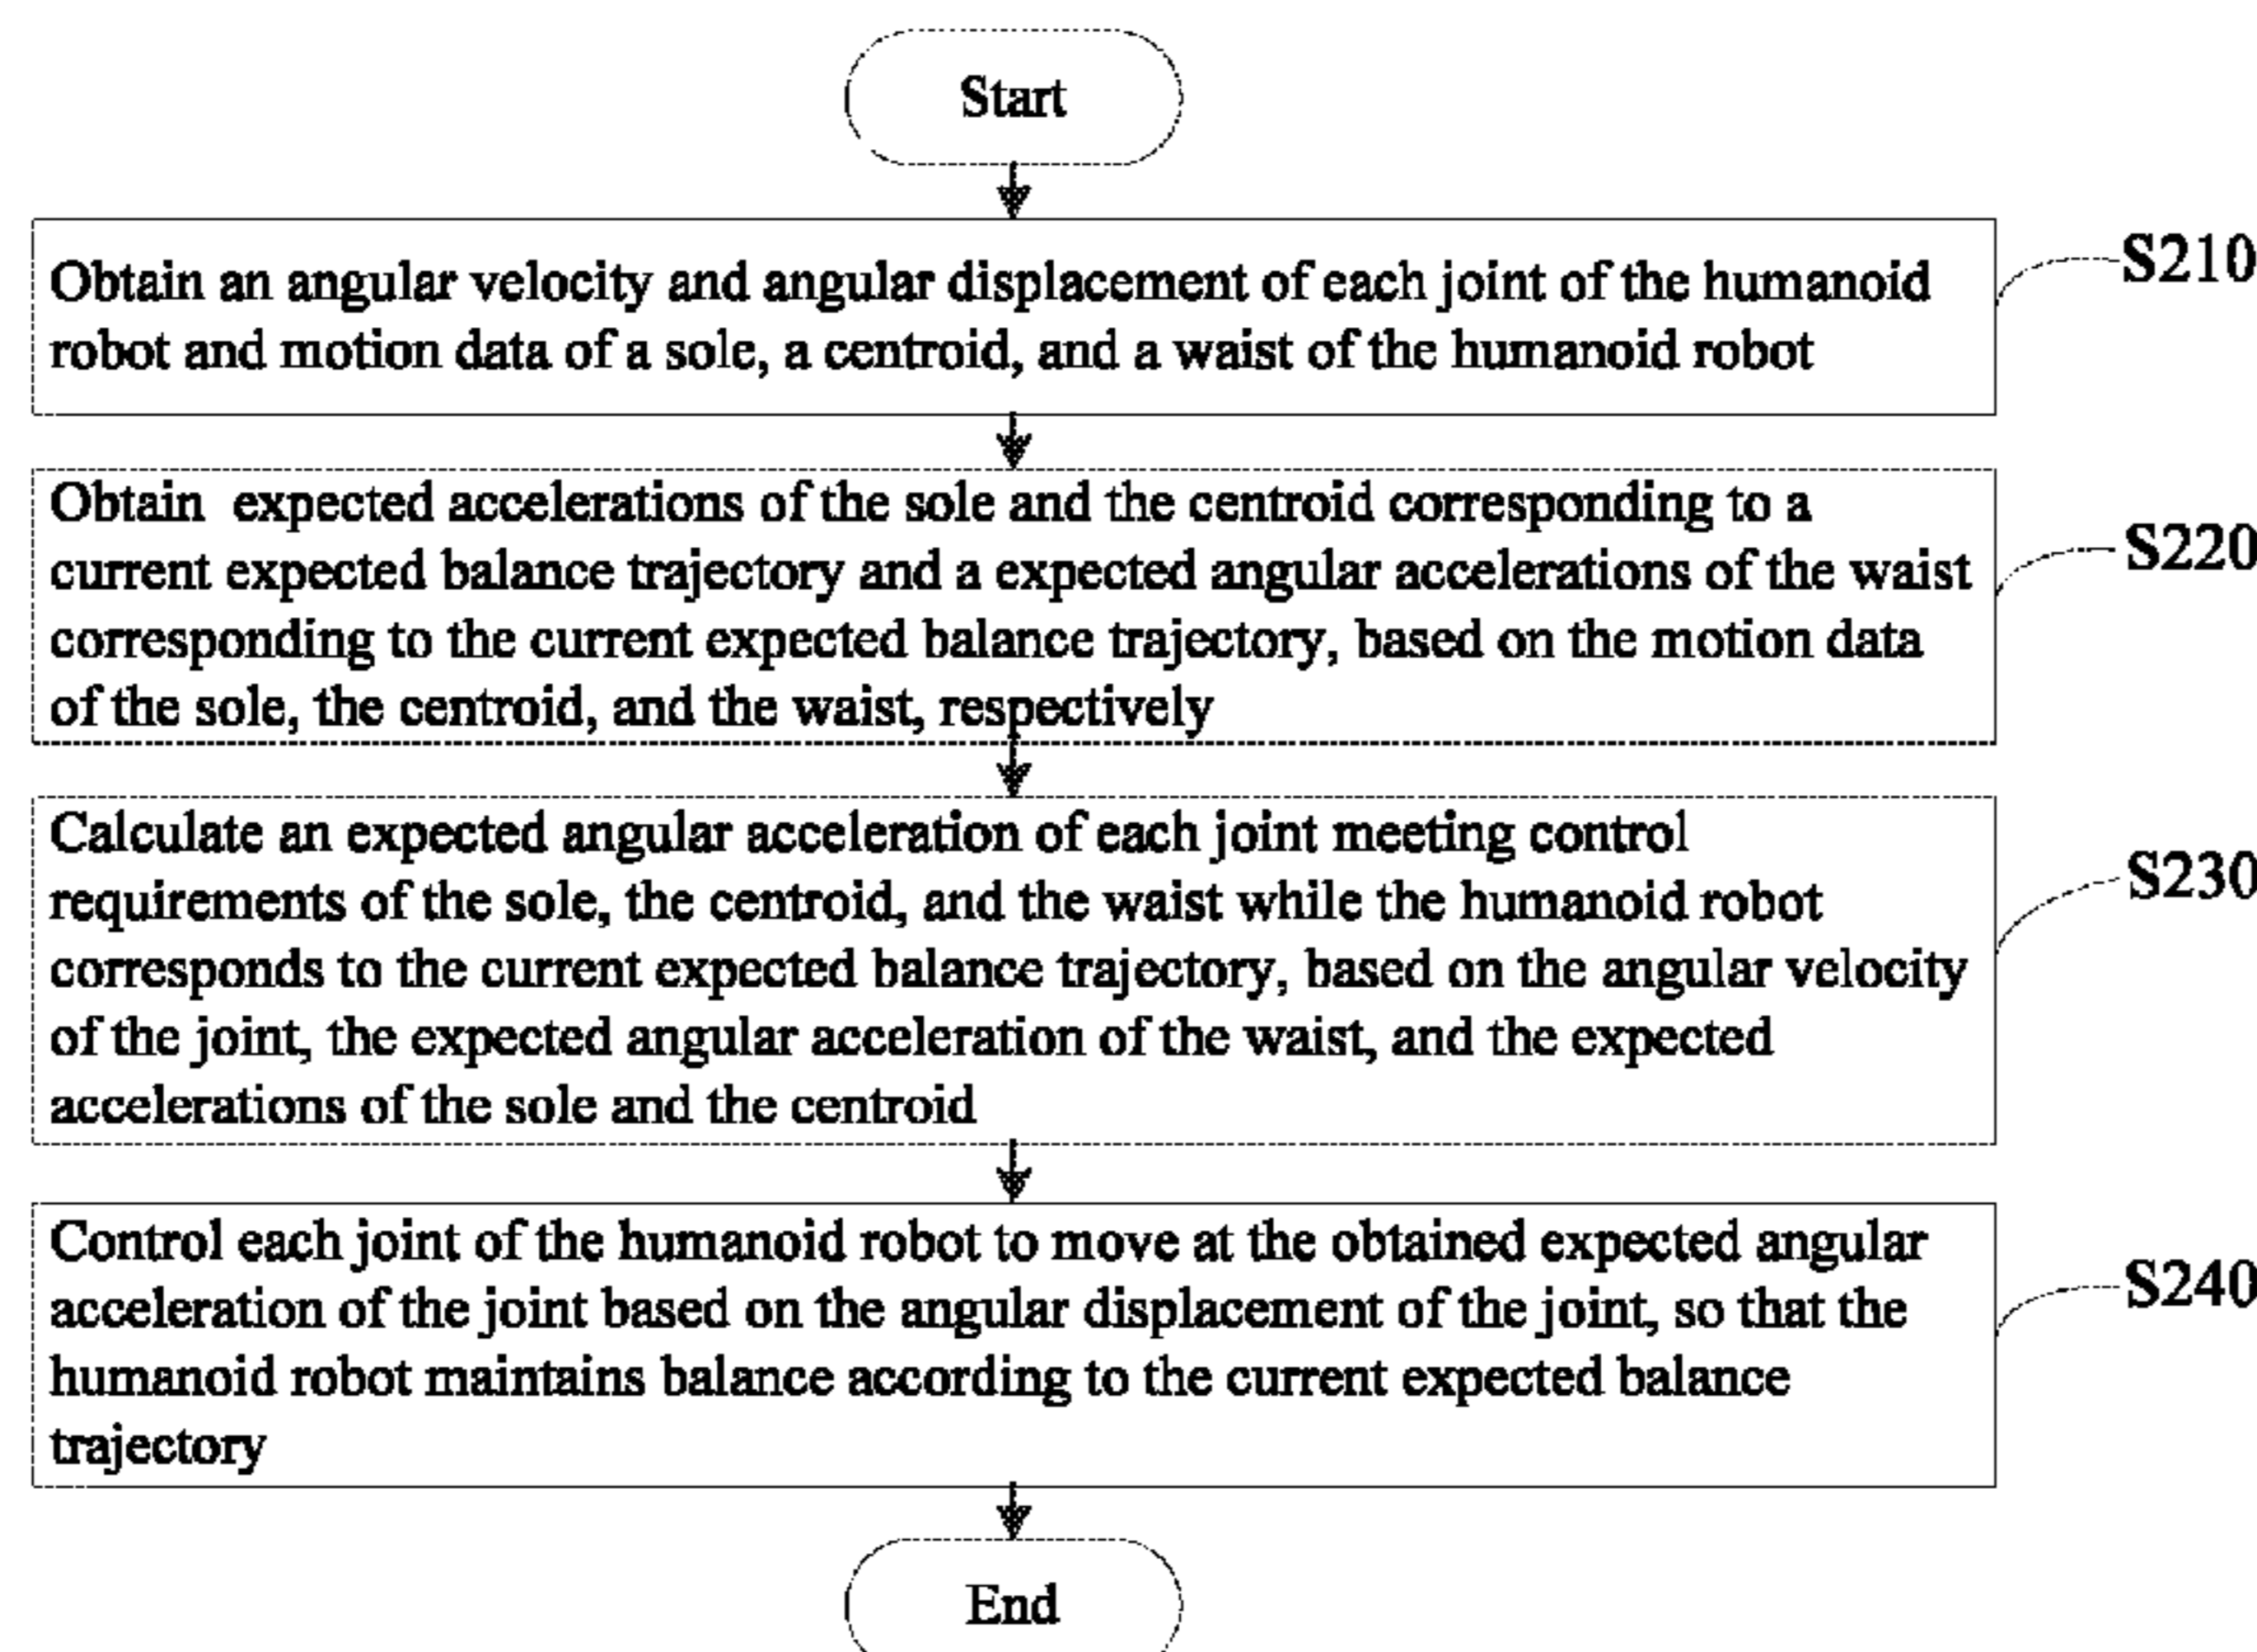 Start
Obtain an angular velocity and angular displacement of each joint of the humanoid
robot and motion data of a sole, a centroid, and a waist of the humanoid robot
S210
Obtain expected accelerations of the sole and the centroid corresponding to a
current expected balance trajectory and a expected angular accelerations of the waist
corresponding to the current expected balance trajectory, based on the motion data
of the sole, the centroid, and the waist, respectively
S220
Calculate an expected angular acceleration of each joint meeting control
requirements of the sole, the centroid, and the waist while the humanoid robot
corresponds to the current expected balance trajectory, based on the angular velocity
of the joint, the expected angular acceleration of the waist, and the expected
accelerations of the sole and the centroid
S230
Control each joint of the humanoid robot to move at the obtained expected angular
acceleration of the joint based on the angular displacement of the joint, so that the
humanoid robot maintains balance according to the current expected balance
trajectory
S240
End